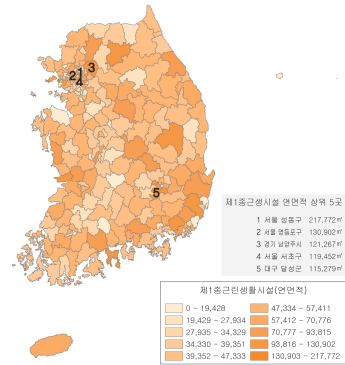 1
2
3
4
5
제1종근생시설 연면적 상위 5곳
1 서울 성동구 217,772㎡
2 서울 영등포구 130,902㎡
3 경기 남양주시 121,267㎡
4 서울 서초구 119,452㎡
5 대구 달성군 115,279㎡
제1종근린생활시설(연면적)
0 - 19,428
19,429 - 27,934
27,935 - 34,329
34,330 - 39,351
39,352 - 47,333
47,334 - 57,411
57,412 - 70,776
70,777 - 93,815
93,816 - 130,902
130,903 - 217,772